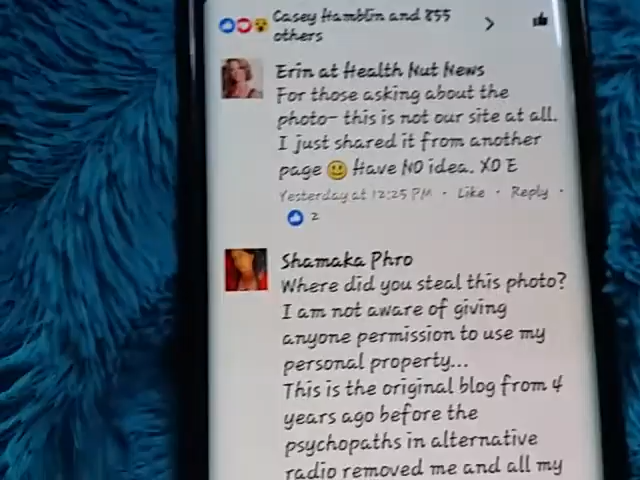 Casey Hamblin and 855
others
Erin at Health Nut News
For those asking about the
photo- this is not our site at all.
I just shared it from another
page Have NO idea. XO E
Yesterday at 12:25 PM · Like · Reply ·
2
Shamaka Phro
Where did you steal this photo?
I am not aware of giving
anyone permission to use my
personal property...
This is the original blog from 4
years ago before the
psychopaths in alternative
radio removed me and all my